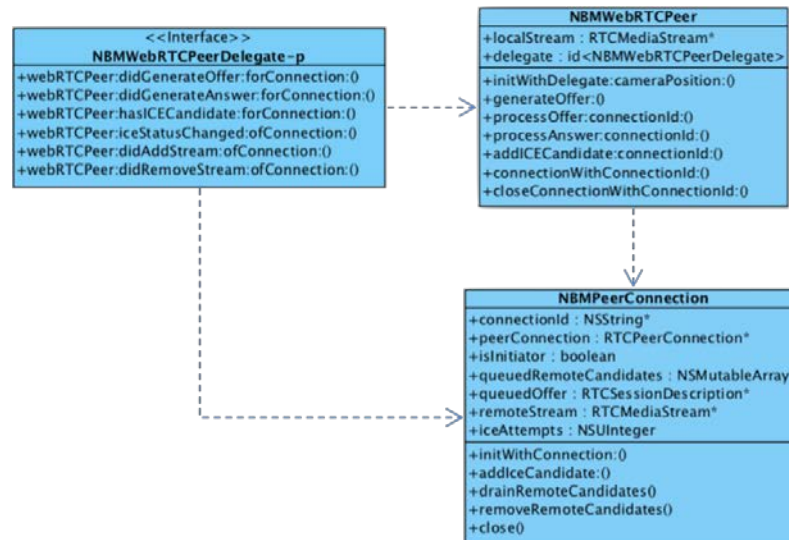 <<Interface>>
NBMWebRTCPeerDelegate-p
+webRTCPeer:didGenerateOffer:forConnection:()
+webRTCPeer:didGenerateAnswer:forConnection:()
+webRTCPeer:hasICECandidate:forConnection:()
+webRTCPeer:iceStatusChanged:ofConnection:()
+webRTCPeer:didAddStream:ofConnection:()
+webRTCPeer:didRemoveStream:ofConnection:()
NBMWebRTCPeer
+localStream : RTCMediaStream*
+delegate : id<NBMWebRTCPeerDelegate>
+initWithDelegate:cameraPosition:()
+generateOffer:()
+processOffer:connectionId:()
+processAnswer:connectionId:()
+addICECandidate:connectionId:()
+connectionWithConnectionId:()
+closeConnectionWithConnectionId:()
NBMPeerConnection
+connectionId : NSString*
+peerConnection : RTCPeerConnection*
+isInitiator : boolean
+queuedRemoteCandidates : NSMutableArray
+queuedOffer : RTCSessionDescription*
+remoteStream : RTCMediaStream*
+iceAttempts : NSUInteger
+initWithConnection:()
+addIceCandidate:()
+drainRemoteCandidates()
+removeRemoteCandidates()
+close()